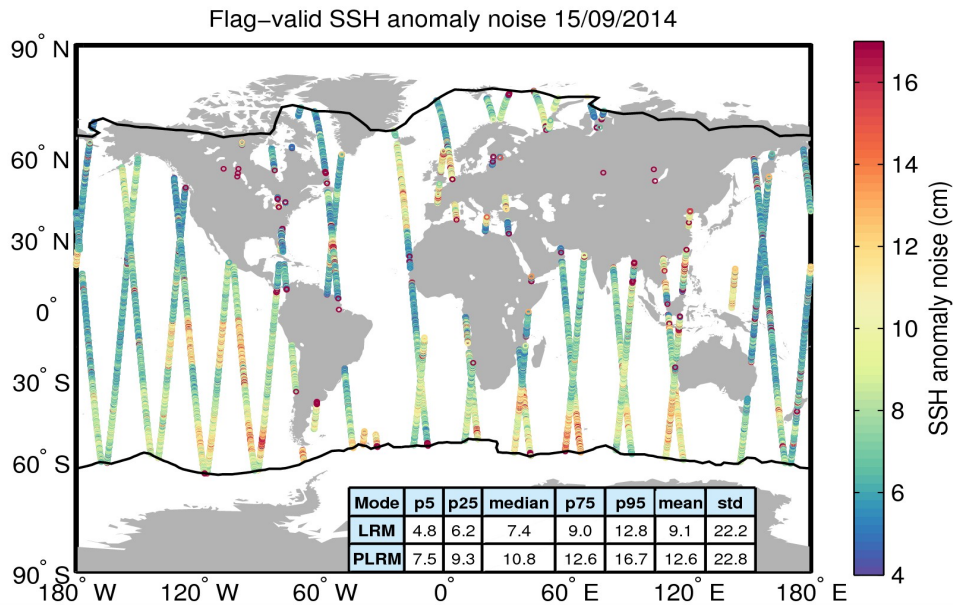 Flag−valid SSH anomaly noise 15/09/2014
90° N
60° N
30° N
0°
30° S
60° S
90° S
180° W
120° W
60° W
0°
60° E
120° E
180° E
16
14
12
10
8
6
4
SSH anomaly noise (cm)
Mode p5 p25 median p75 p95 mean std
LRM 4.8 6.2 7.4 9.0 12.8 9.1 22.2
PLRM 7.5 9.3 10.8 12.6 16.7 12.6 22.8